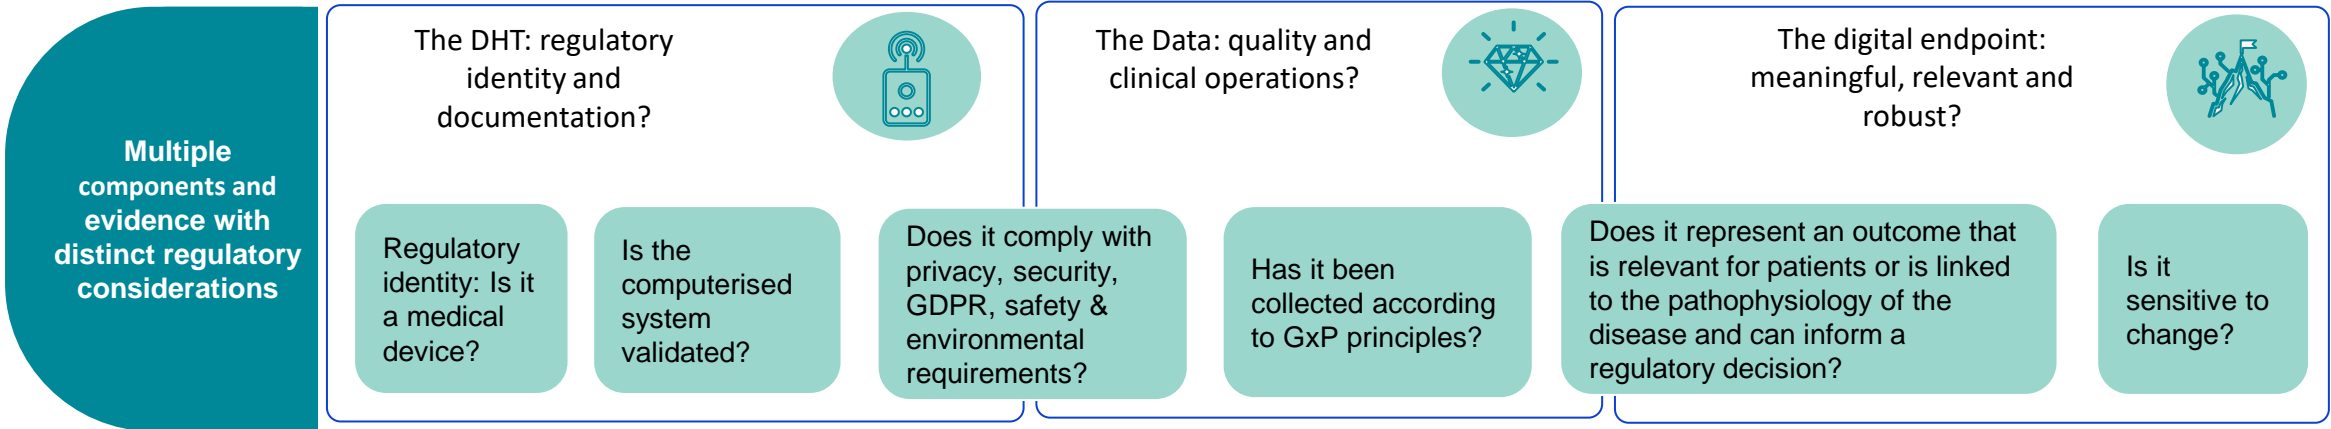 Multiple
components and
evidence with
distinct regulatory
considerations
The DHT: regulatory
identity and
documentation?
Regulatory
identity: Is it
a medical
device?
Is the
computerised
system
validated?
Does it comply with
privacy, security,
GDPR, safety &
environmental
requirements?
The Data: quality and
clinical operations?
Has it been
collected according
to GxP principles?
The digital endpoint:
meaningful, relevant and
robust?
Does it represent an outcome that
is relevant for patients or is linked
to the pathophysiology of the
disease and can inform a
regulatory decision?
Is it
sensitive to
change?